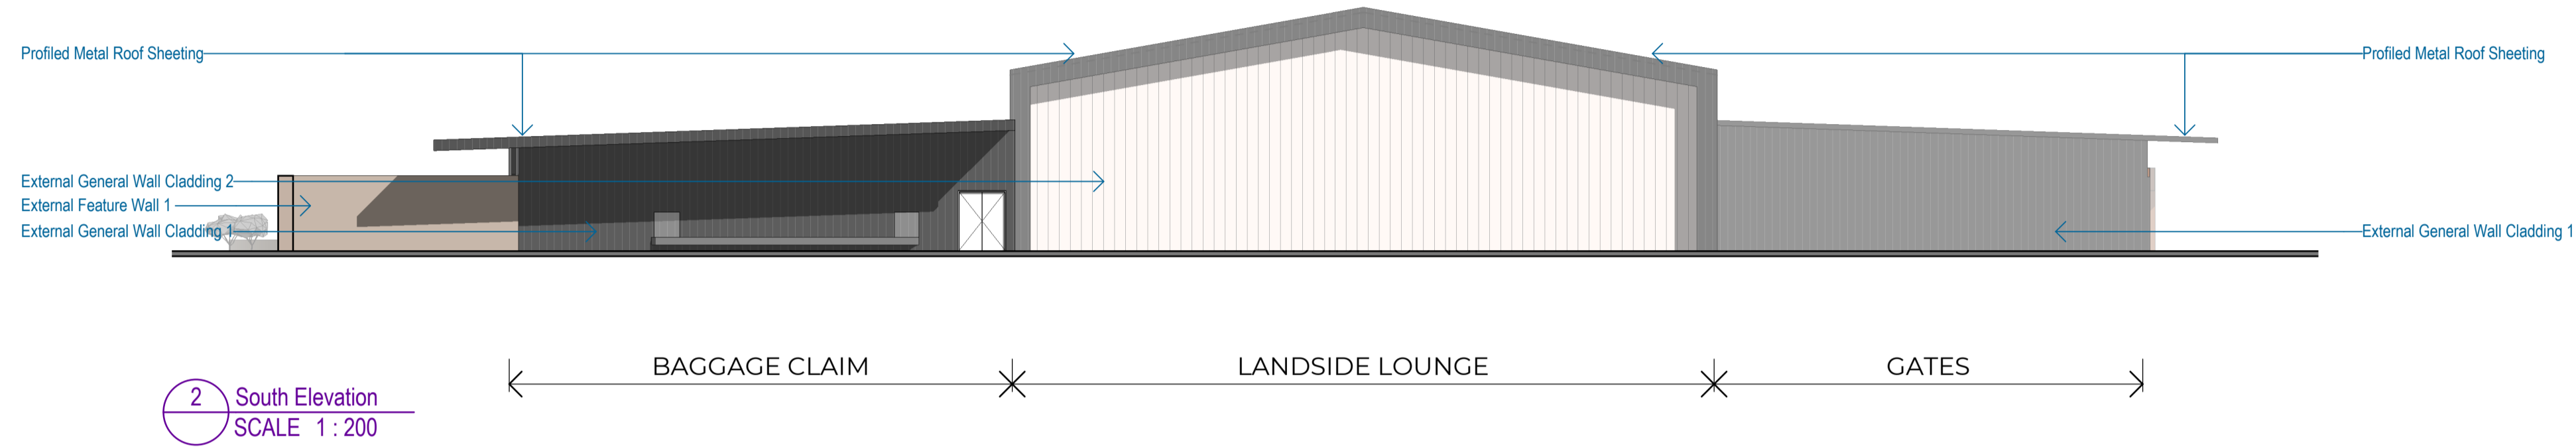 Profiled Metal Roof Sheeting
Profiled Metal Roof Sheeting
External General Wall Cladding 2
External Feature Wall 1
External General Wall Cladding 1
External General Wall Cladding 1
BAGGAGE CLAIM
LANDSIDE LOUNGE
GATES
2
South Elevation
SCALE 1 : 200